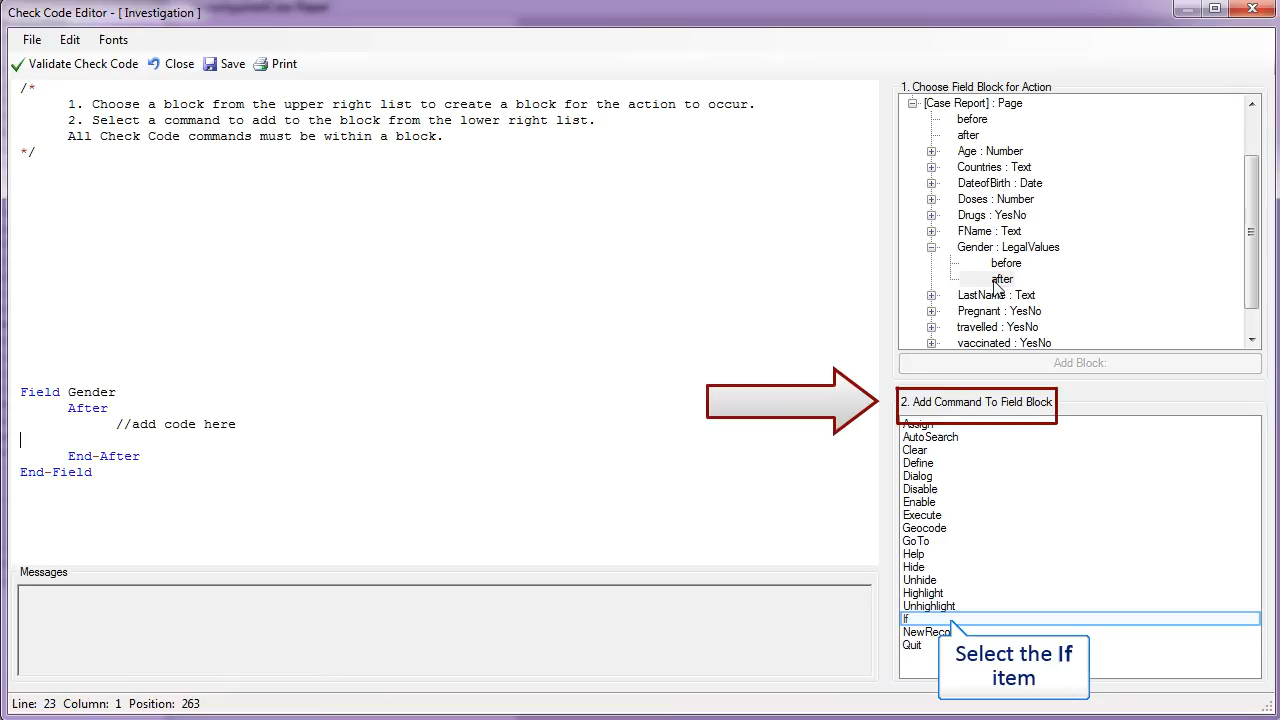 Check Code Editor - [ Investigation ]
File Edit Fonts
Validate Check Code Close Save Print
/*
1. Choose a block from the upper right list to create a block for the action to occur.
2. Select a command to add to the block from the lower right list.
All Check Code commands must be within a block.
*/
Field Gender
After
//add code here
End-After
End-Field
Messages
1. Choose Field Block for Action
[Case Report] : Page
before
after
Age : Number
Countries : Text
DateofBirth : Date
Doses : Number
Drugs : YesNo
FName : Text
Gender : LegalValues
before
after
LastName : Text
Pregnant : YesNo
travelled : YesNo
vaccinated : YesNo
Add Block:
2. Add Command To Field Block
Assign
AutoSearch
Clear
Define
Dialog
Disable
Enable
Execute
Geocode
GoTo
Help
Hide
Unhide
Highlight
Unhighlight
If
NewReco
Quit
Select the If
item
Line: 23 Column: 1 Position: 263